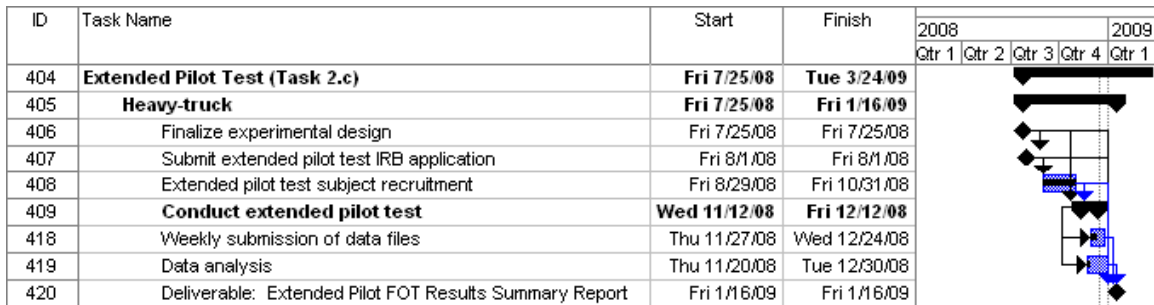 ID Task Name Start Finish 2008 2009
Qtr 1 Qtr 2 Qtr 3 Qtr 4 Qtr 1
404 Extended Pilot Test (Task 2.c) Fri 7/25/08 Tue 3/24/09
405 Heavy-truck Fri 7/25/08 Fri 1/16/09
406 Finalize experimental design Fri 7/25/08 Fri 7/25/08
407 Submit extended pilot test IRB application Fri 8/1/08 Fri 8/1/08
408 Extended pilot test subject recruitment Fri 8/29/08 Fri 10/31/08
409 Conduct extended pilot test Wed 11/12/08 Fri 12/12/08
418 Weekly submission of data files Thu 11/27/08 Wed 12/24/08
419 Data analysis Thu 11/20/08 Tue 12/30/08
420 Deliverable: Extended Pilot FOT Results Summary Report Fri 1/16/09 Fri 1/16/09